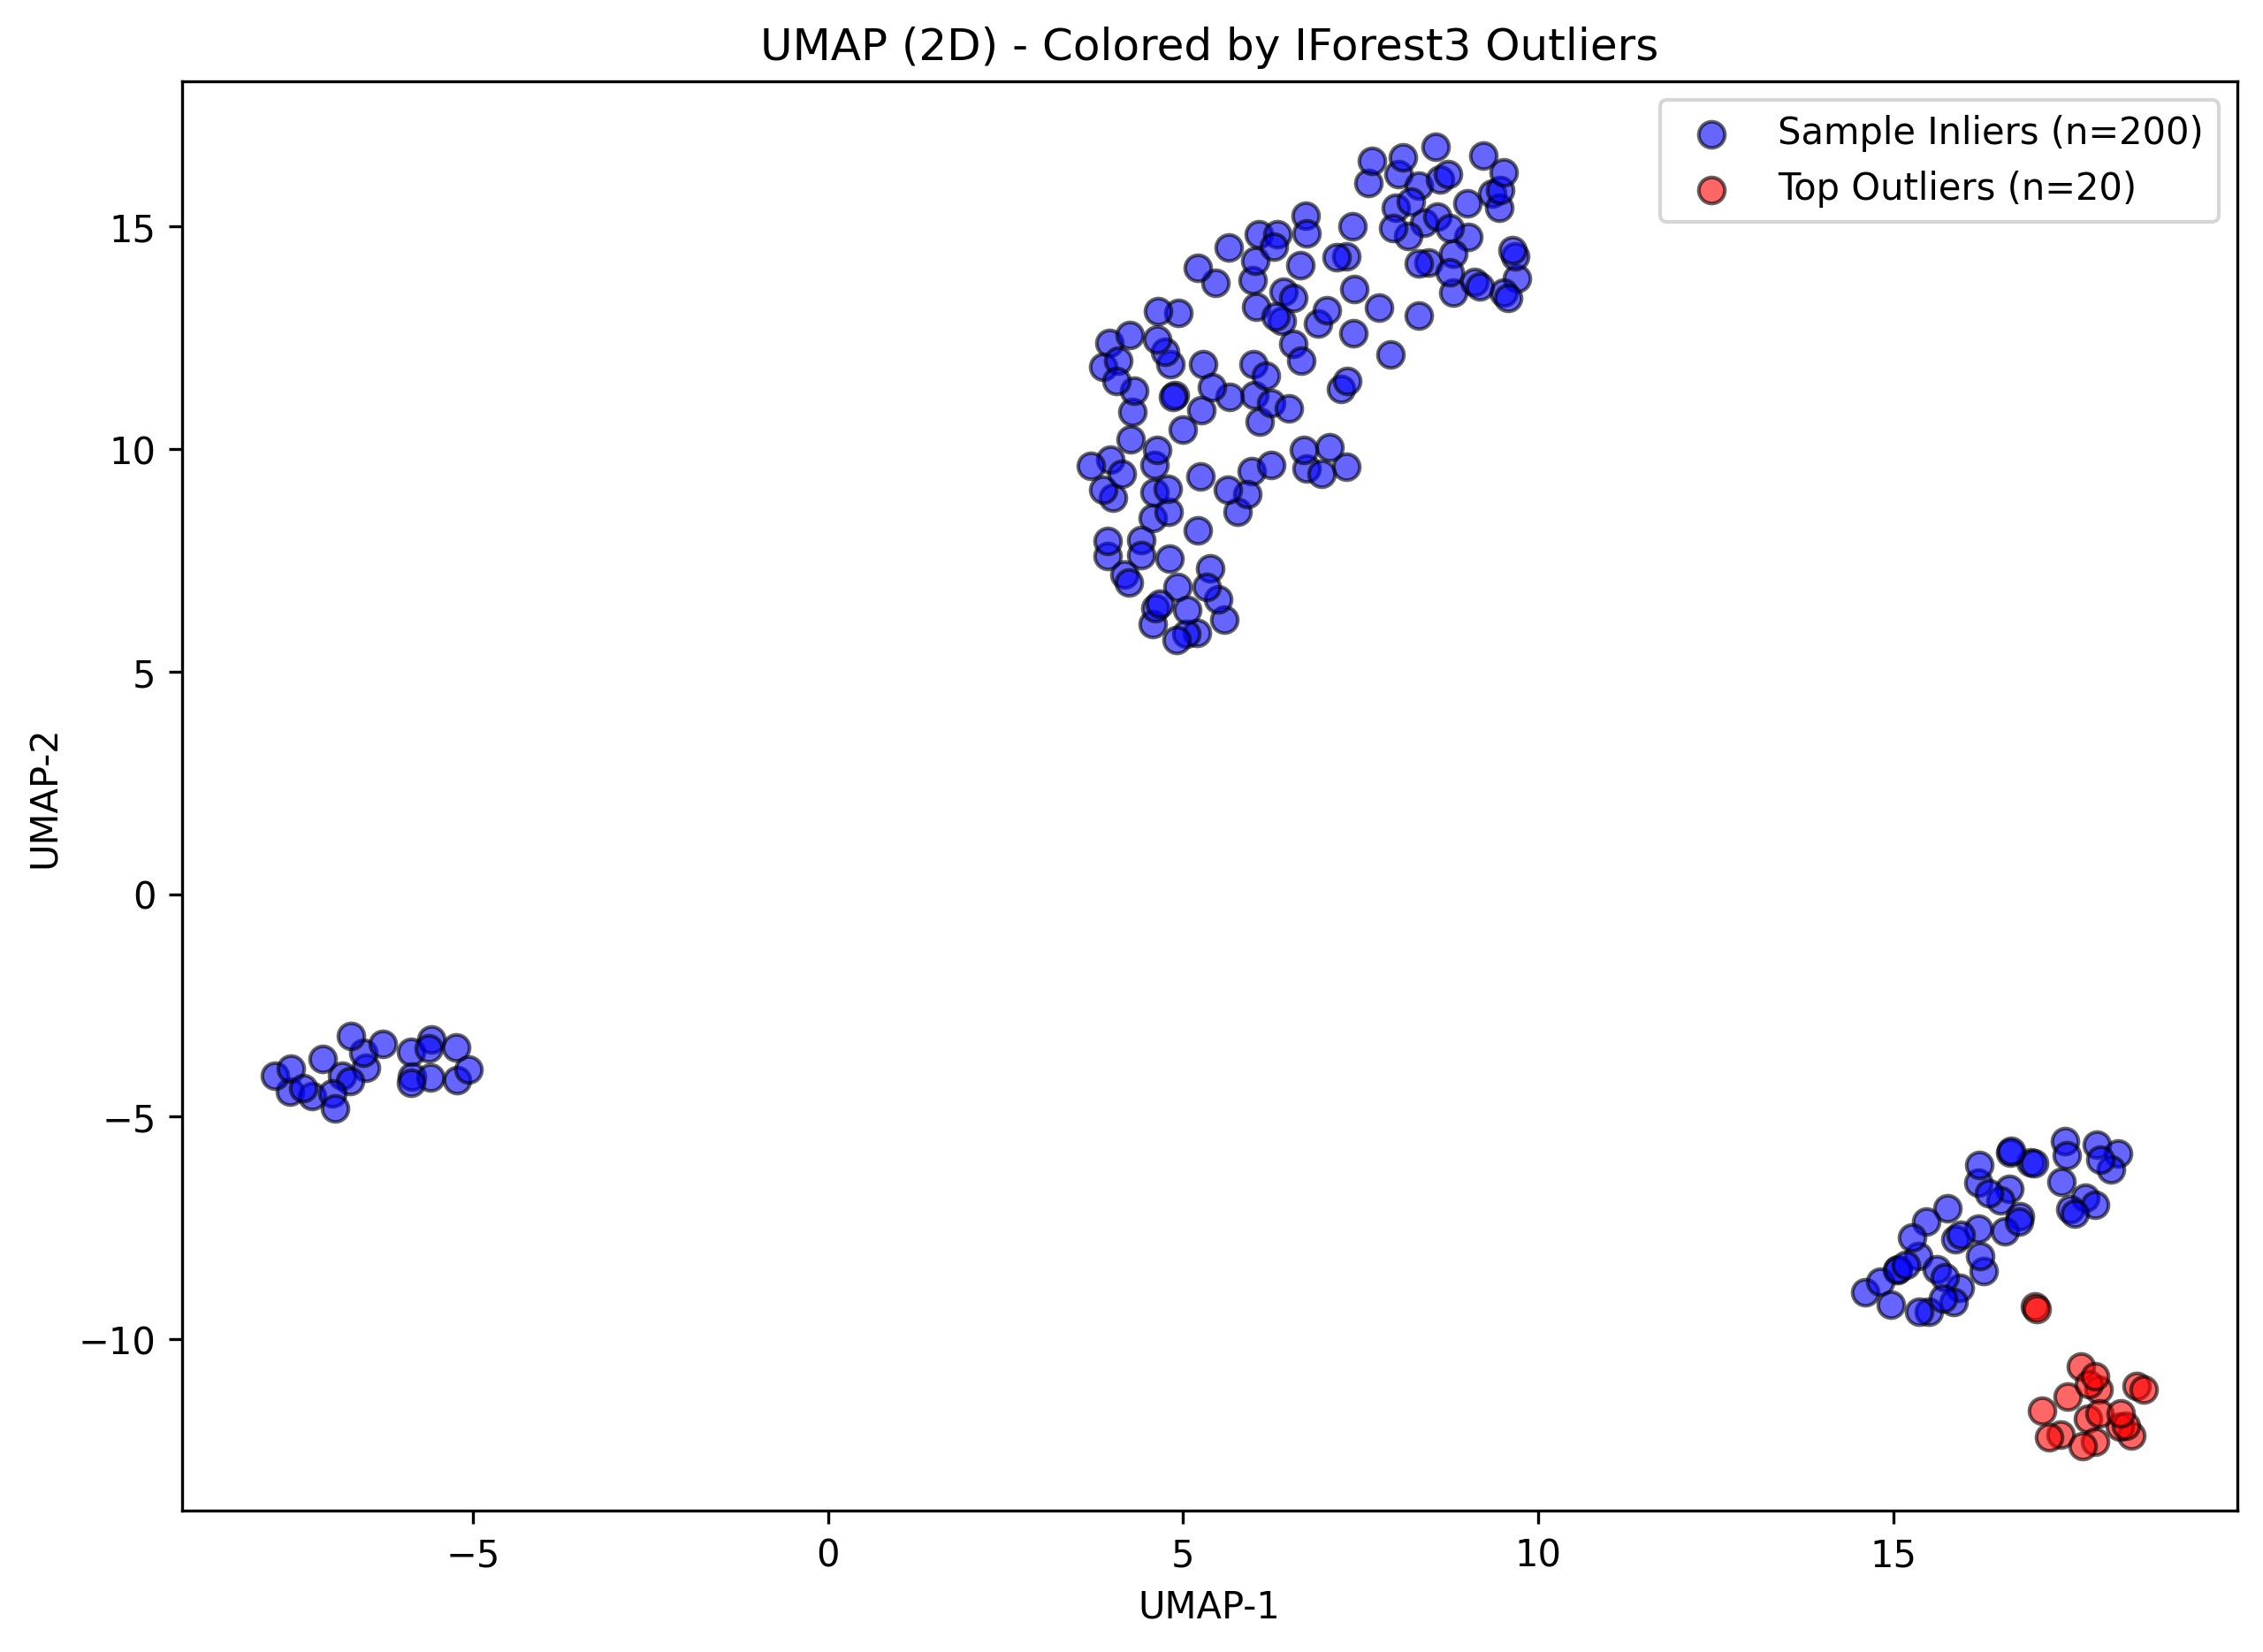 UMAP (2D) - Colored by IForest3 Outliers
Sample Inliers (n=200)
Top Outliers (n=20)
UMAP-2
15
10
5
0
−5
−10
−5
0
5
10
15
UMAP-1